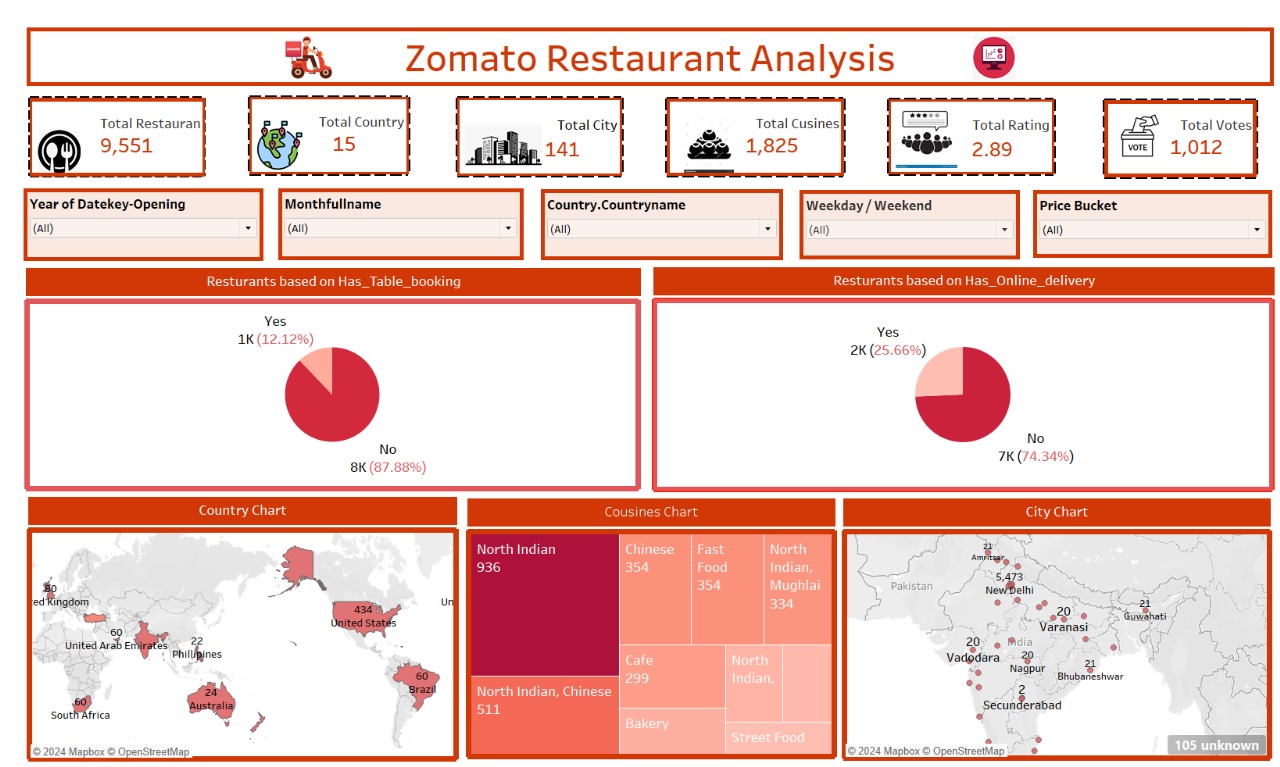 Zomato Restaurant Analysis
Total Restauran
9,551
Total Country
15
Total City
141
Total Cusines
1,825
Total Rating
2.89
VOTE
Total Votes
1,012
Year of Datekey-Opening
(All)
Monthfullname
(All)
Country.Countryname
(All)
Weekday / Weekend
(All)
Price Bucket
(All)
Resturants based on Has_Table_booking
Yes
1K (12.12%)
No
8K (87.88%)
Resturants based on Has_Online_delivery
Yes
2K (25.66%)
No
7K (74.34%)
Country Chart
80
ted Kingdom
60
United Arab Emirates
22
Phillipines
24
Australia
60
South Africa
434
United States
60
Brazil
Un
© 2024 Mapbox © OpenStreetMap
Cousines Chart
North Indian
936
North Indian, Chinese
511
Chinese
354
Fast
Food
354
North
Indian,
Mughlai
334
Cafe
299
Bakery
North
Indian,
Street Food
City Chart
21
Amritsar
Pakistan
5,473
New Delhi
20
Varanasi
21
Guwahati
20
Vadodara
India
20
Nagpur
21
Bhubaneshwar
2
Secunderabad
© 2024 Mapbox © OpenStreetMap
105 unknown